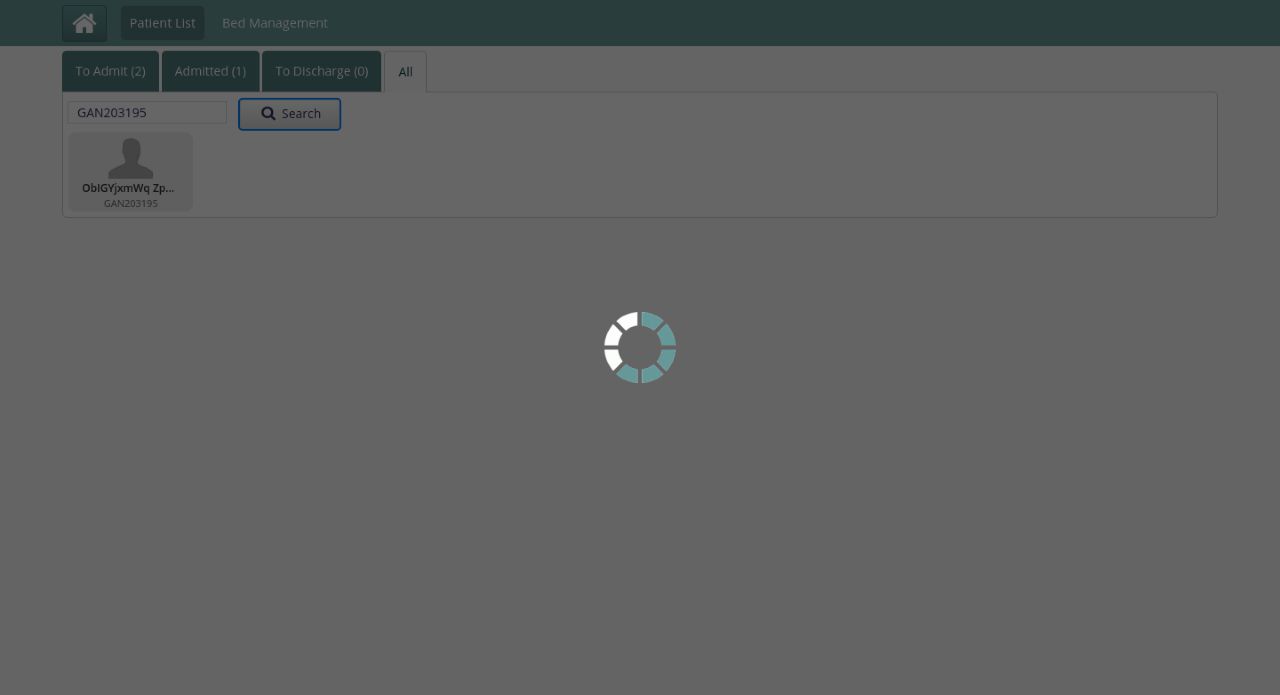 Patient List
Bed Management
To Admit (2)
Admitted (1)
To Discharge (0)
All
GAN203195
Search
ObIGYjxmWq Zp...
GAN203195